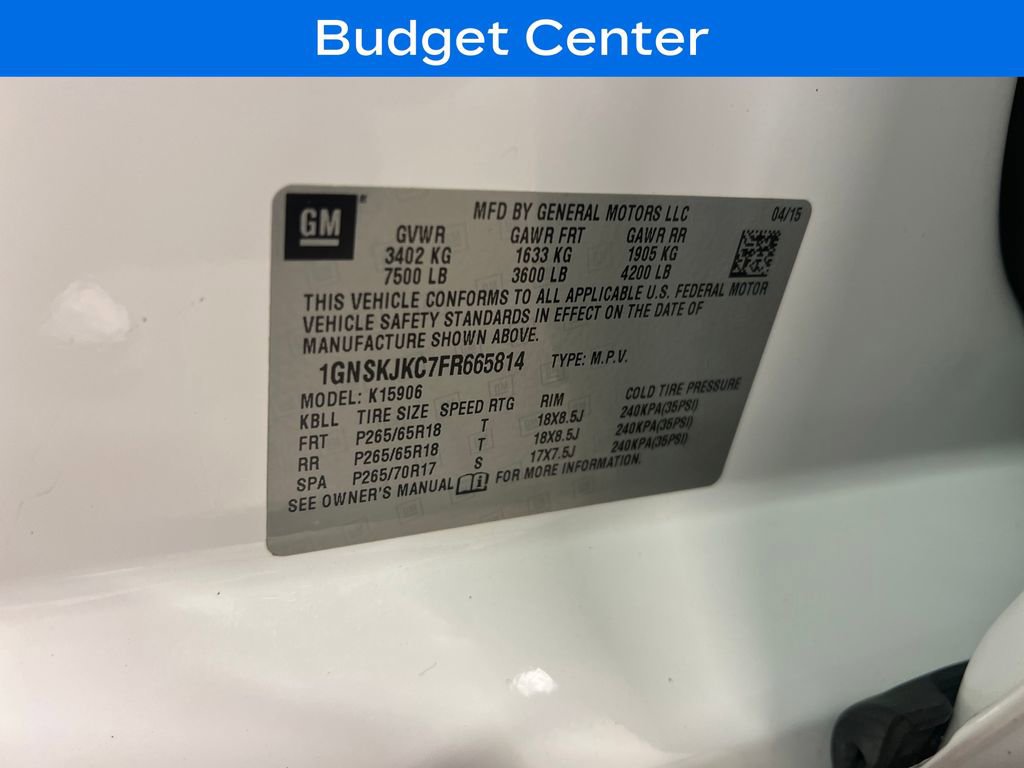 Budget Center
GM
MFD BY GENERAL MOTORS LLC 04/15
GVWR GAWR FRT GAWR RR
3402 KG 1633 KG 1905 KG
7500 LB 3600 LB 4200 LB
THIS VEHICLE CONFORMS TO ALL APPLICABLE U.S. FEDERAL MOTOR
VEHICLE SAFETY STANDARDS IN EFFECT ON THE DATE OF
MANUFACTURE SHOWN ABOVE.
1GNSKJKC7FR665814 TYPE: M.P.V.
MODEL: K15906
KBLL TIRE SIZE SPEED RTG RIM COLD TIRE PRESSURE
FRT P265/65R18 T 18X8.5J 240KPA(35PSI)
RR P265/65R18 T 18X8.5J 240KPA(35PSI)
SPA P265/70R17 S 17X7.5J 240KPA(35PSI)
SEE OWNER'S MANUAL FOR MORE INFORMATION.